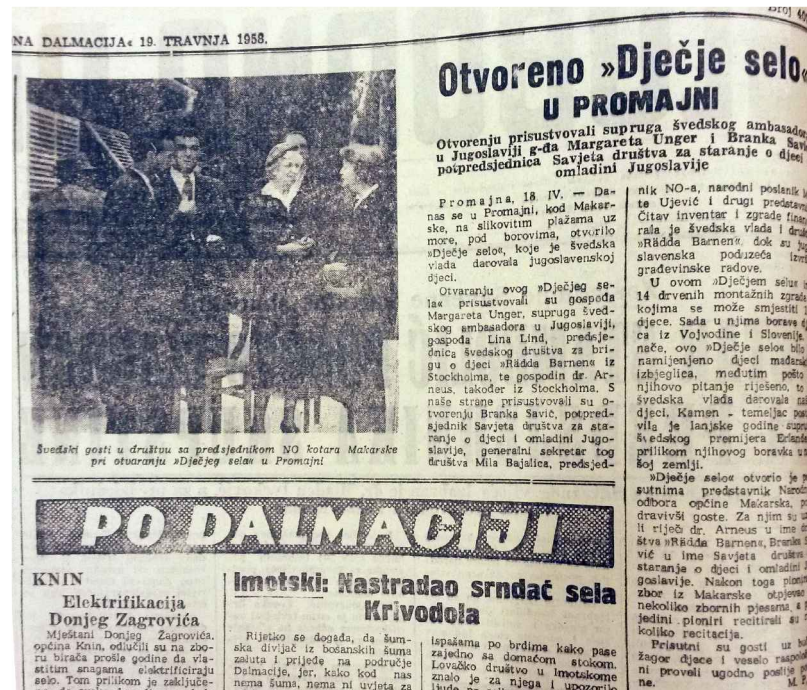 Broj
NA DALMACIJA« 19. TRAVNJA 1958.
Švedski gosti u društvu sa predsjednikom NO kotara Makarske
pri otvaranju »Dječjeg sela« u Promajni
Otvoreno »Dječje selo«
U PROMAJNI
Otvorenju prisustvovali supruga švedskog ambasadora
u Jugoslaviji g-đa Margareta Unger i Branka Savić
potpredsjednica Savjeta društva za staranje o djeci
omladini Jugoslavije
Promajna, 18. IV. — Da-
nas se u Promajni, kod Makar-
ske, na slikovitim plažama uz
more, pod borovima, otvorilo
»Dječje selo«, koje je švedska
vlada darovala jugoslavenskoj
djeci.
Otvaranju ovog »Dječjeg se-
la« prisustvovali su gospođa
Margareta Unger, supruga šved-
skog ambasadora u Jugoslaviji,
gospođa Lina Lind, predsje-
dnica švedskog društva za bri-
gu o djeci »Rädda Barnen« iz
Stockholma, te gospodin dr. Ar-
neus, također iz Stockholma. S
naše strane prisustvovali su o-
tvorenju Branka Savić, potpred-
sjednik Savjeta društva za sta-
ranje o djeci i omladini Jugo-
slavije, generalni sekretar tog
društva Mila Bajalica, predsjed-
nik NO-a, narodni poslanik
te Ujević i drugi
Čitav inventar i zgrade
rala je švedska vlada i
»Rädda Barnen«, dok su
slavenska poduzeća
građevinske radove.
U ovom »Dječjem selu«
14 drvenih montažnih zgrada
kojima se može smjestiti
djece. Sada u njima borave
ca iz Vojvodine i Slovenije.
nače, ovo »Dječje selo« bilo
namijenjeno djeci
izbjeglica, međutim pošto
njihovo pitanje riješeno,
švedska vlada darovala
djeci. Kamen - temeljac
vila je lanjske godine
švedskog premijera
prilikom njihovog boravka u
šoj zemlji.
»Dječje selo« otvorio je
sutnima predstavnik
odbora općine Makarska,
dravivši goste. Za njim su
li riječi dr. Arneus u ime
štva »Rädda Barnen«, Branka
vić u ime Savjeta društva
staranje o djeci i omladini
goslavije. Nakon toga
zbor iz Makarske otpjevao
nekoliko zbornih pjesama, a
jedini pioniri recitirali su
koliko recitacija.
Prisutni su gosti uz
žagor djece i veselo
ni proveli ugodno poslije
ne. M.
PO DALMACIJI
KNIN
Elektrifikacija
Donjeg Zagrovića
Mještani Donjeg Zagrovića,
općina Knin, odlučili su na zbo-
ru birača prošle godine da vla-
stitim snagama elektrificiraju
selo. Tom prilikom je zaključe-
Imotski: Nastradao srndać sela
Krivodola
Rijetko se događa, da šum-
ska divljač iz bosanskih šuma
zaluta i prijeđe na područje
Dalmacije, jer, kako kod nas
nema šuma, nema ni uvjeta za
ispašama po brdima kako pase
zajedno sa domaćom stokom.
Lovačko društvo u Imotskome
znalo je za njega i upozorilo